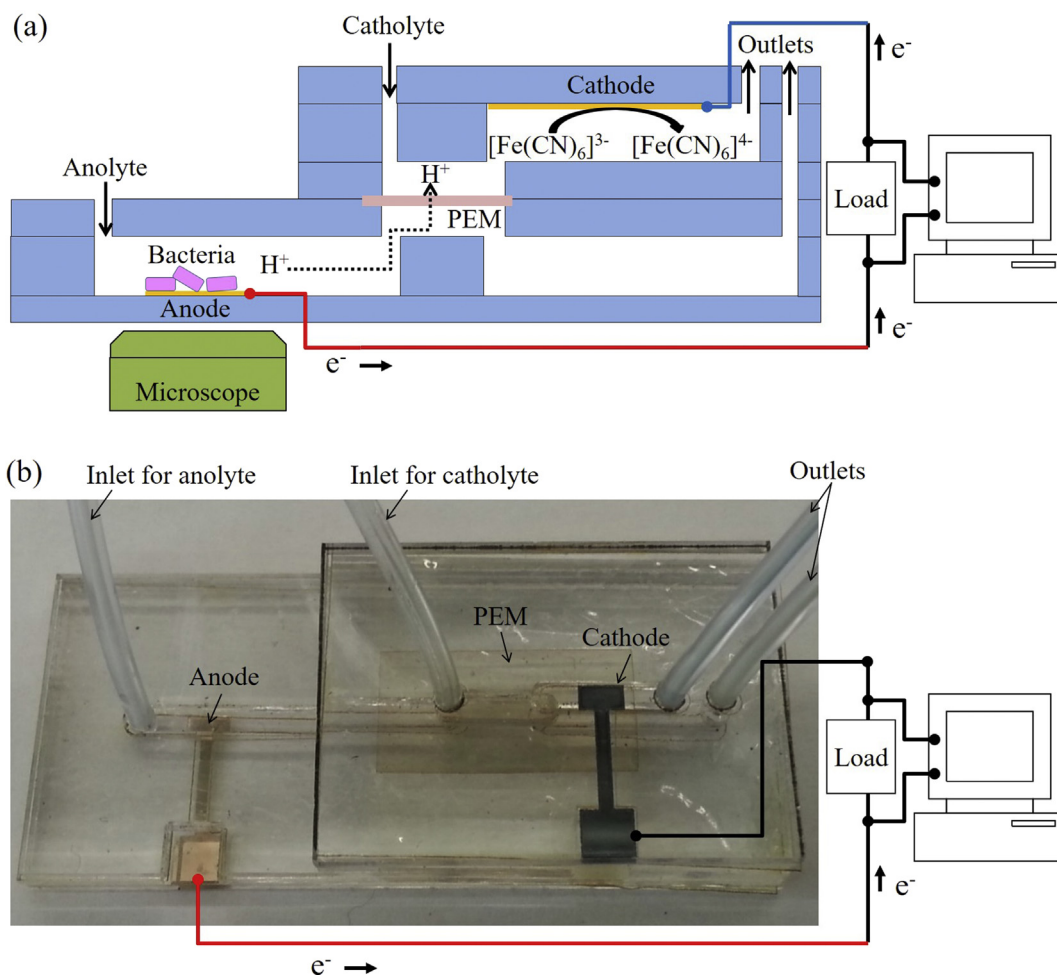 (a)
Catholyte
Outlets
e⁻
Cathode
[Fe(CN)₆]³⁻ [Fe(CN)₆]⁴⁻
Anolyte
H⁺
PEM
Load
Bacteria
H⁺
Anode
e⁻
e⁻
Microscope
(b)
Inlet for anolyte
Inlet for catholyte
Outlets
PEM
Cathode
Anode
Load
e⁻
e⁻